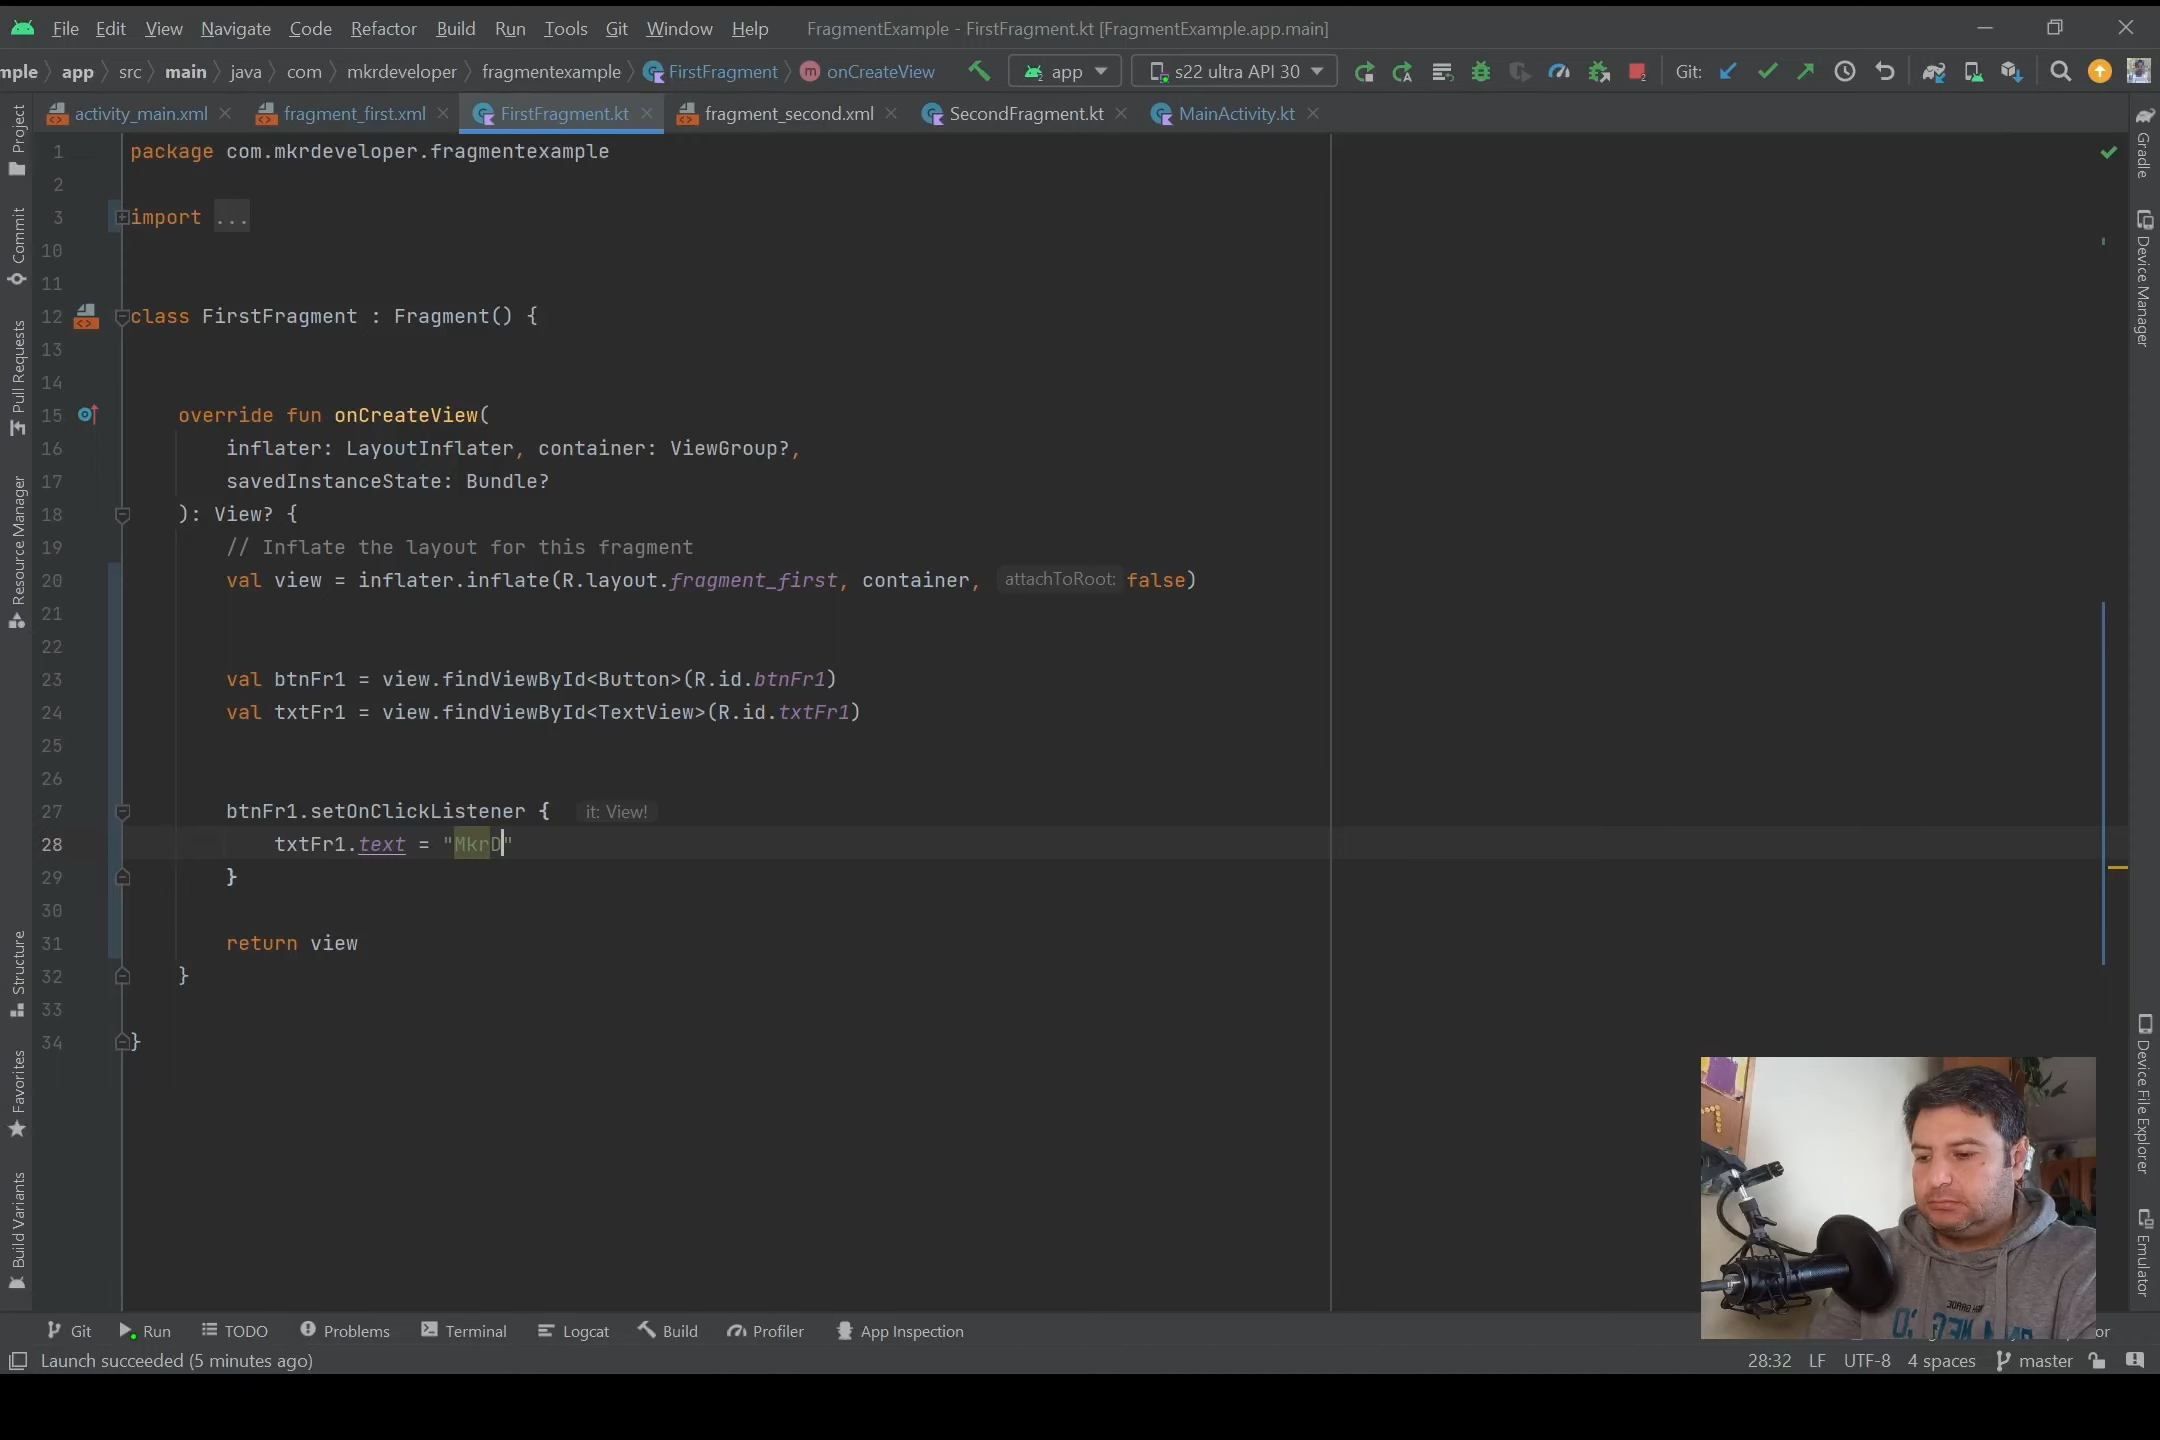 File Edit View Navigate Code Refactor Build Run Tools Git Window Help FragmentExample - FirstFragment.kt [FragmentExample.app.main]
mple app src main java com mkrdeveloper fragmentexample FirstFragment onCreateView app s22 ultra API 30 Git:
activity_main.xml fragment_first.xml FirstFragment.kt fragment_second.xml SecondFragment.kt MainActivity.kt
Project
Commit
Pull Requests
Resource Manager
Structure
Favorites
Build Variants
1 package com.mkrdeveloper.fragmentexample
2
3 import ...
10
11
12 class FirstFragment : Fragment() {
13
14
15 override fun onCreateView(
16 inflater: LayoutInflater, container: ViewGroup?,
17 savedInstanceState: Bundle?
18 ): View? {
19 // Inflate the layout for this fragment
20 val view = inflater.inflate(R.layout.fragment_first, container, attachToRoot: false)
21
22
23 val btnFr1 = view.findViewById<Button>(R.id.btnFr1)
24 val txtFr1 = view.findViewById<TextView>(R.id.txtFr1)
25
26
27 btnFr1.setOnClickListener { it: View!
28 txtFr1.text = "MkrD"
29 }
30
31 return view
32 }
33
34 }
Gradle
Device Manager
Device File Explorer
Emulator
Git Run TODO Problems Terminal Logcat Build Profiler App Inspection
Launch succeeded (5 minutes ago) 28:32 LF UTF-8 4 spaces master